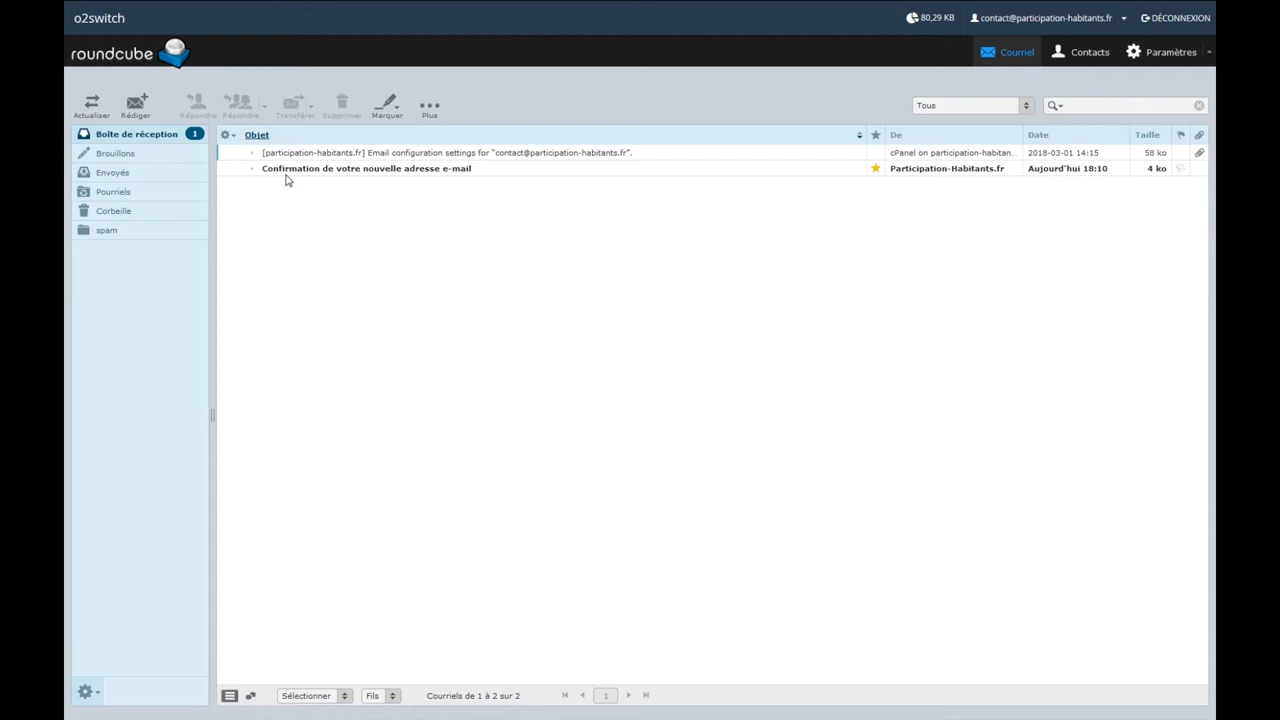 o2switch
80,29 KB
contact@participation-habitants.fr
DÉCONNEXION
roundcube
Courriel
Contacts
Paramètres
Actualiser
Rédiger
Répondre
Répondre ...
Transférer
Supprimer
Marquer
Plus
Tous
Boîte de réception 1
Brouillons
Envoyés
Pourriels
Corbeille
spam
Objet De Date Taille
[participation-habitants.fr] Email configuration settings for “contact@participation-habitants.fr”. cPanel on participation-habitan... 2018-03-01 14:15 58 ko
Confirmation de votre nouvelle adresse e-mail Participation-Habitants.fr Aujourd'hui 18:10 4 ko
Sélectionner
Fils
Courriels de 1 à 2 sur 2
1